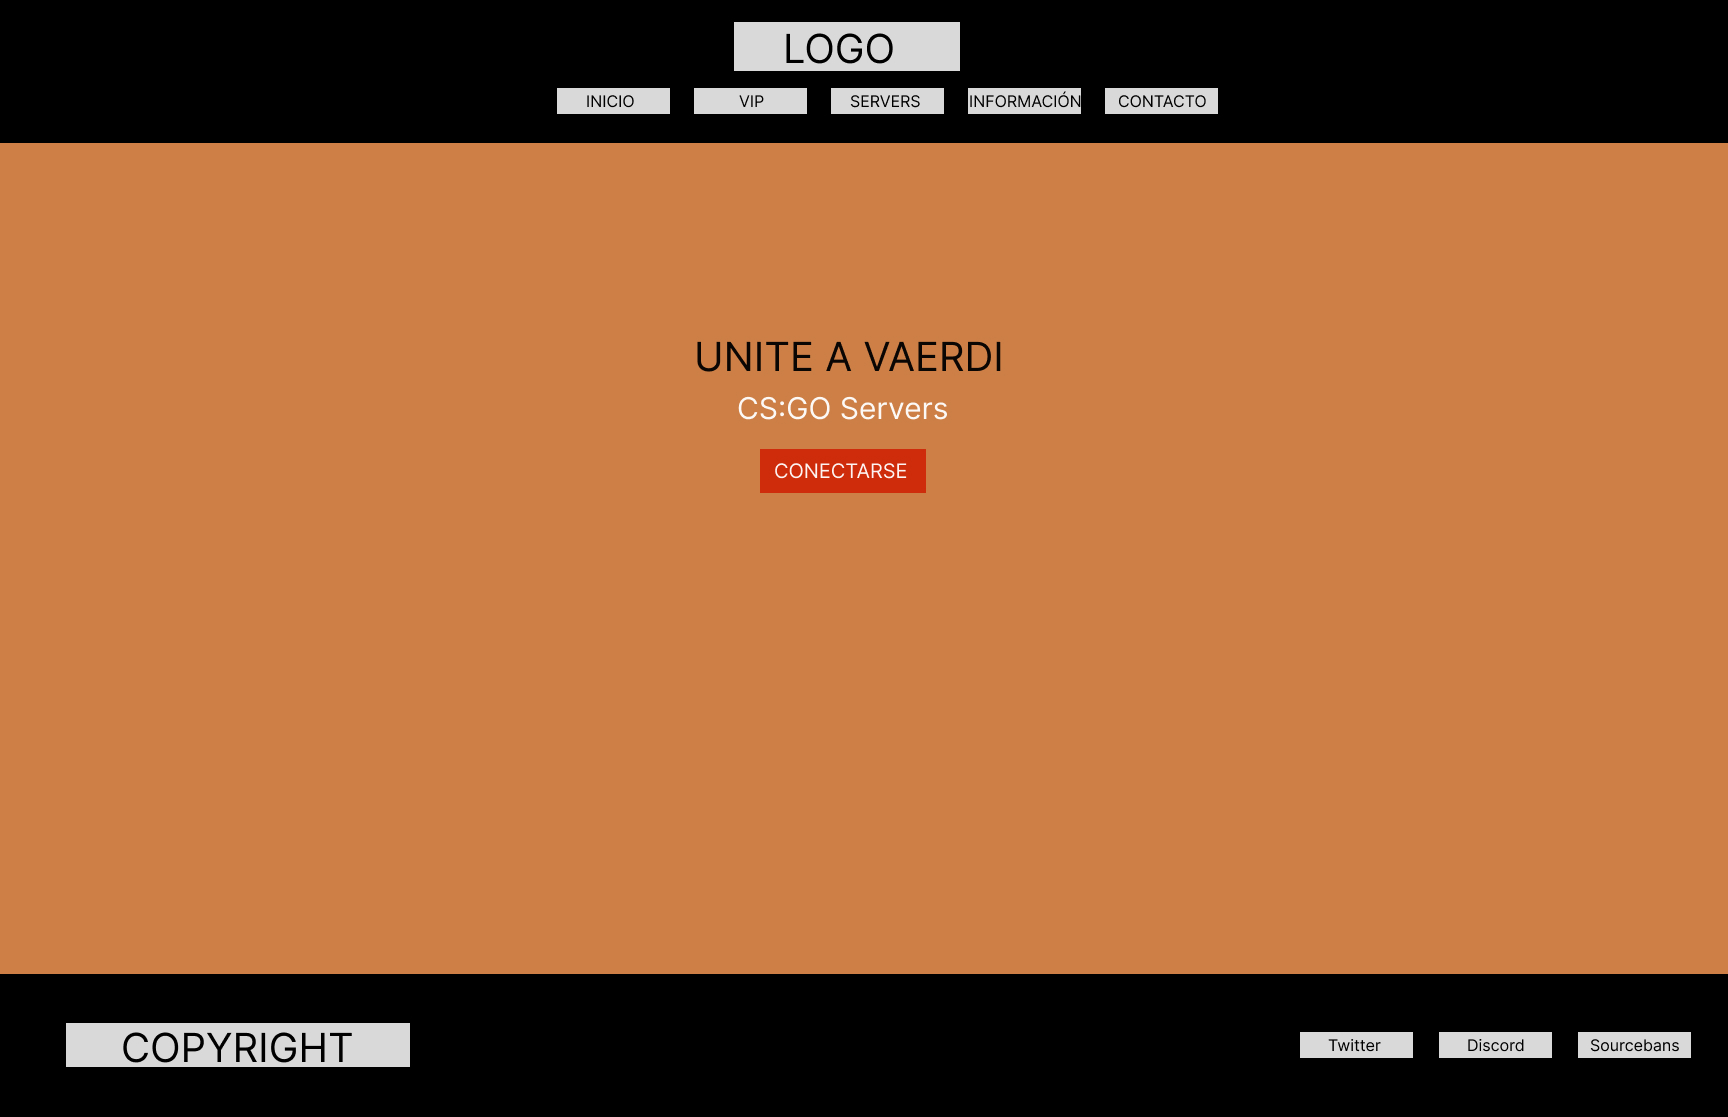 LOGO
INICIO VIP SERVERS INFORMACIÓN CONTACTO
UNITE A VAERDI
CS:GO Servers
CONECTARSE
COPYRIGHT Twitter Discord Sourcebans